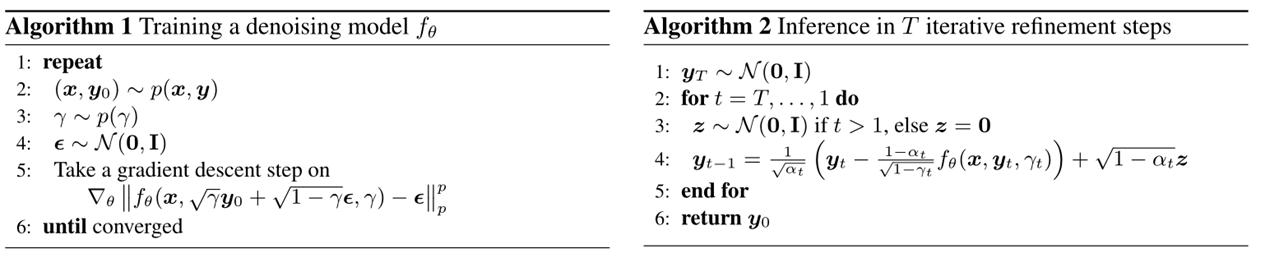 Algorithm 1 Training a denoising model f_θ
1: repeat
2: (x, y_0) ∼ p(x, y)
3: γ ∼ p(γ)
4: ϵ ∼ N(0, I)
5: Take a gradient descent step on
∇_θ ‖f_θ(x, √γ y_0 + √(1 − γ) ϵ, γ) − ϵ‖_p^p
6: until converged
Algorithm 2 Inference in T iterative refinement steps
1: y_T ∼ N(0, I)
2: for t = T, . . . , 1 do
3: z ∼ N(0, I) if t > 1, else z = 0
4: y_{t−1} = 1/√α_t (y_t − (1−α_t)/√(1−γ_t) f_θ(x, y_t, γ_t)) + √(1 − α_t) z
5: end for
6: return y_0